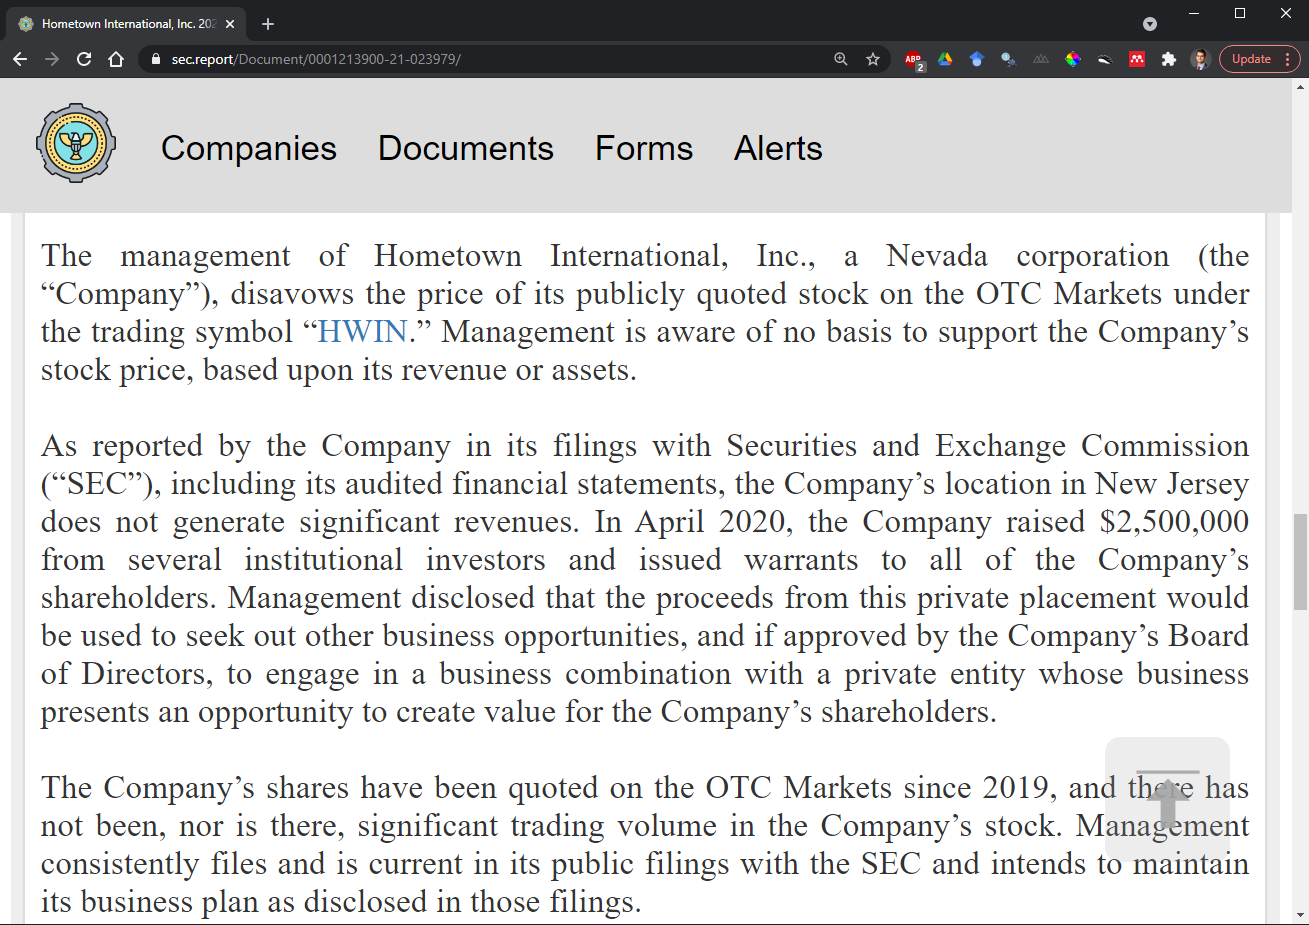 Hometown International, Inc. 202
sec.report/Document/0001213900-21-023979/
ABP
2
Update
Companies Documents Forms Alerts
The management of Hometown International, Inc., a Nevada corporation (the
“Company”), disavows the price of its publicly quoted stock on the OTC Markets under
the trading symbol “HWIN.” Management is aware of no basis to support the Company’s
stock price, based upon its revenue or assets.
As reported by the Company in its filings with Securities and Exchange Commission
(“SEC”), including its audited financial statements, the Company’s location in New Jersey
does not generate significant revenues. In April 2020, the Company raised $2,500,000
from several institutional investors and issued warrants to all of the Company’s
shareholders. Management disclosed that the proceeds from this private placement would
be used to seek out other business opportunities, and if approved by the Company’s Board
of Directors, to engage in a business combination with a private entity whose business
presents an opportunity to create value for the Company’s shareholders.
The Company’s shares have been quoted on the OTC Markets since 2019, and there has
not been, nor is there, significant trading volume in the Company’s stock. Management
consistently files and is current in its public filings with the SEC and intends to maintain
its business plan as disclosed in those filings.